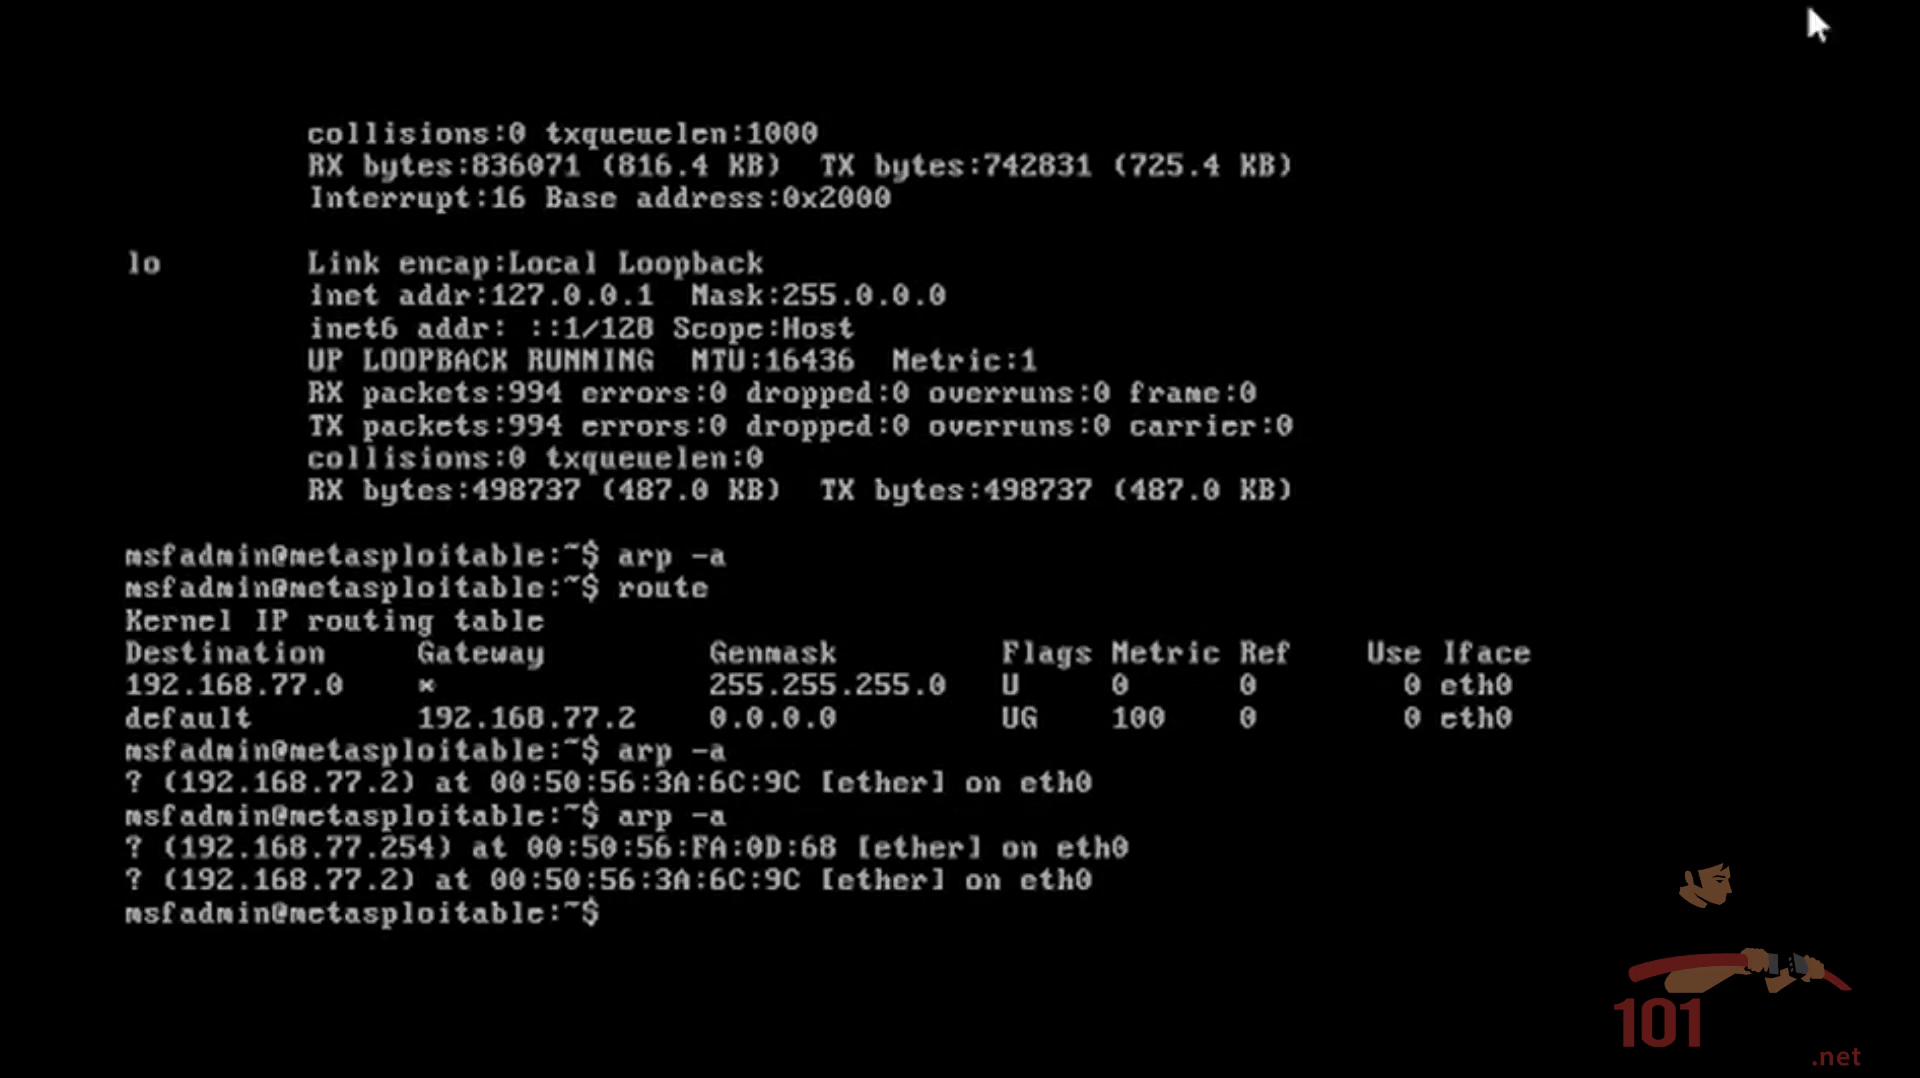 collisions:0 txqueuelen:1000
RX bytes:836071 (816.4 KB)  TX bytes:742831 (725.4 KB)
Interrupt:16 Base address:0x2000
lo        Link encap:Local Loopback
inet addr:127.0.0.1  Mask:255.0.0.0
inet6 addr: ::1/128 Scope:Host
UP LOOPBACK RUNNING  MTU:16436  Metric:1
RX packets:994 errors:0 dropped:0 overruns:0 frame:0
TX packets:994 errors:0 dropped:0 overruns:0 carrier:0
collisions:0 txqueuelen:0
RX bytes:498737 (487.0 KB)  TX bytes:498737 (487.0 KB)
msfadmin@metasploitable:~$ arp -a
msfadmin@metasploitable:~$ route
Kernel IP routing table
Destination     Gateway         Genmask         Flags Metric Ref    Use Iface
192.168.77.0    *               255.255.255.0   U     0      0        0 eth0
default         192.168.77.2    0.0.0.0         UG    100    0        0 eth0
msfadmin@metasploitable:~$ arp -a
? (192.168.77.2) at 00:50:56:3A:6C:9C [ether] on eth0
msfadmin@metasploitable:~$ arp -a
? (192.168.77.254) at 00:50:56:FA:0D:68 [ether] on eth0
? (192.168.77.2) at 00:50:56:3A:6C:9C [ether] on eth0
msfadmin@metasploitable:~$
101
.net